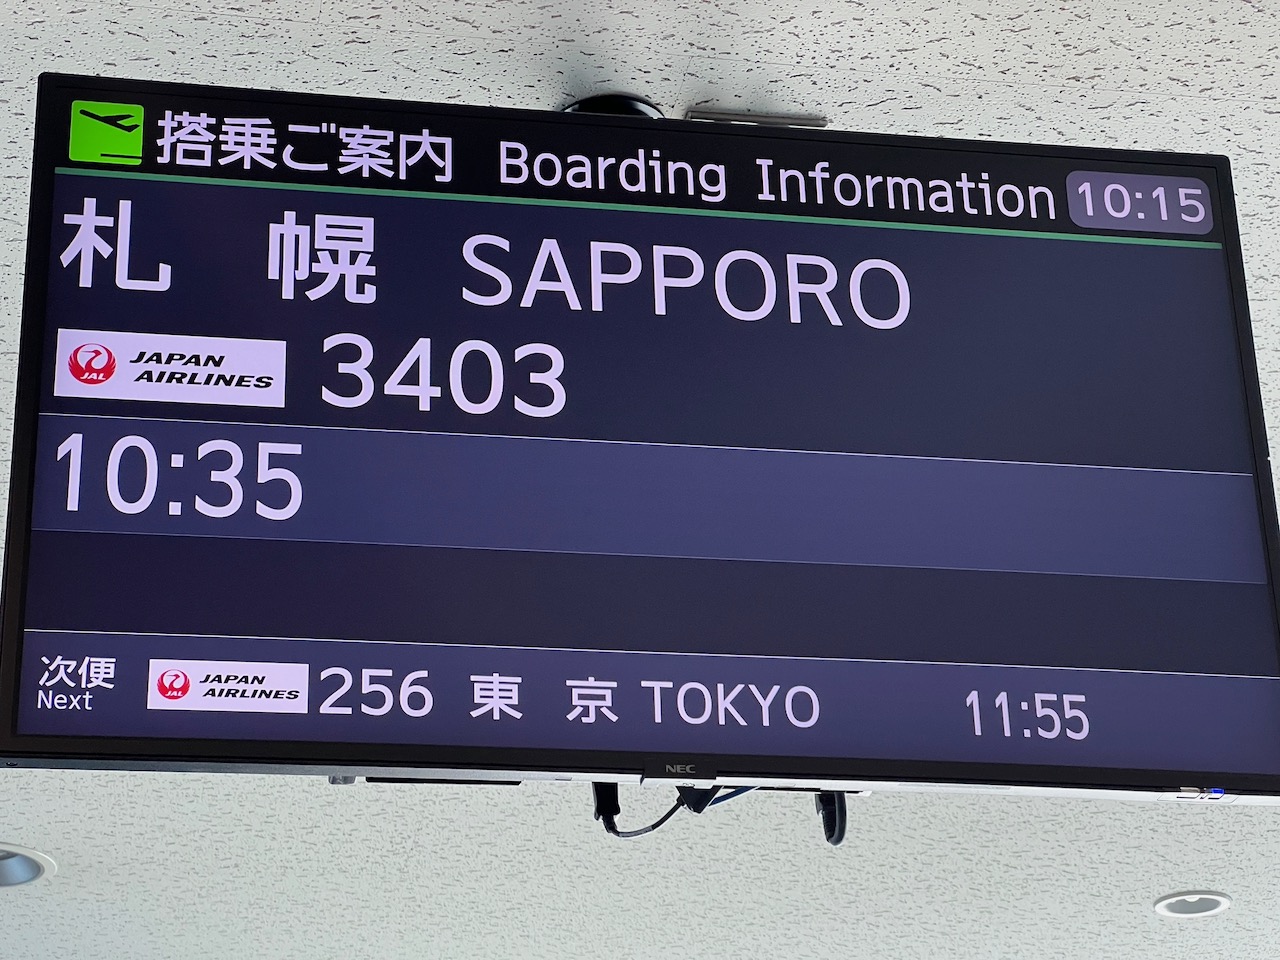 搭乗ご案内 Boarding Information 10:15
札 幌 SAPPORO
JAL JAPAN AIRLINES 3403
10:35
次便 Next JAL JAPAN AIRLINES 256 東 京 TOKYO 11:55
NEC